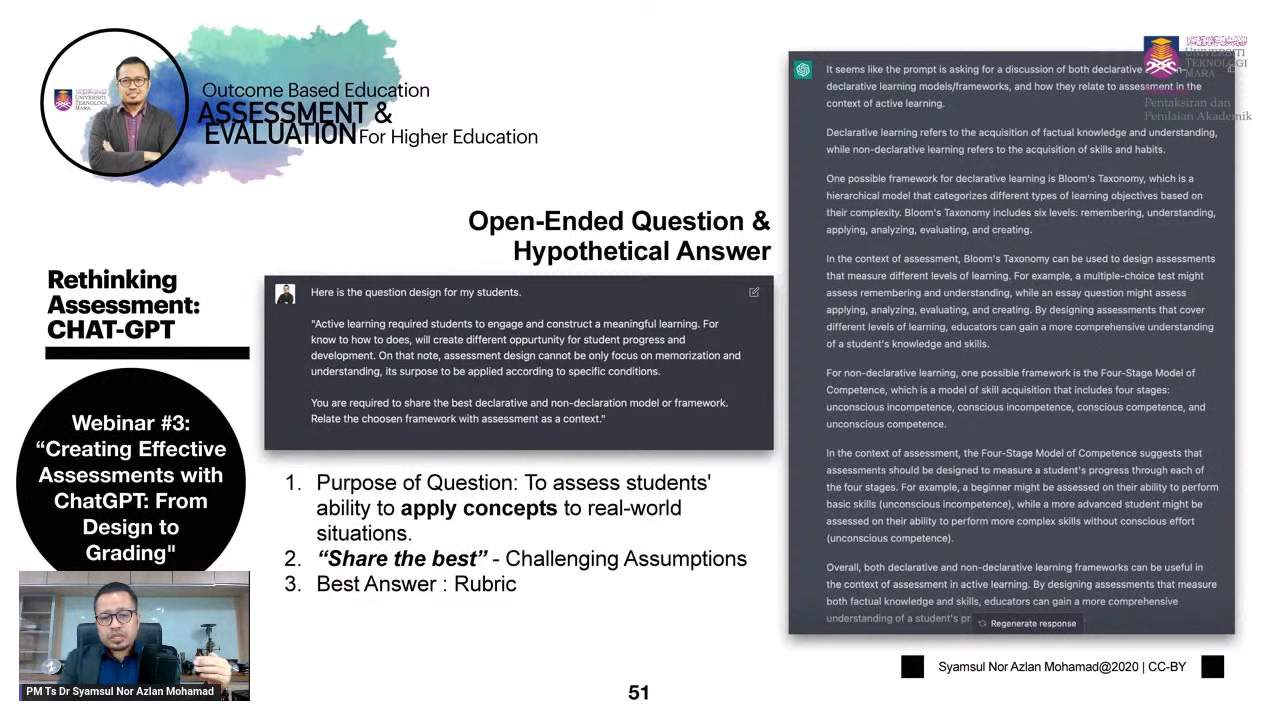 UNIVERSITI
TEKNOLOGI
MARA
Outcome Based Education
ASSESSMENT &
EVALUATION For Higher Education
UNIVERSITI
TEKNOLOGI
MARA
Pentaksiran dan
Penilaian Akademik
Open-Ended Question &
Hypothetical Answer
Rethinking
Assessment:
CHAT-GPT
Webinar #3:
“Creating Effective
Assessments with
ChatGPT: From
Design to
Grading"
Here is the question design for my students.
"Active learning required students to engage and construct a meaningful learning. For
know to how to does, will create different opportunity for student progress and
development. On that note, assessment design cannot be only focus on memorization and
understanding, its surpose to be applied according to specific conditions.
You are required to share the best declarative and non-declaration model or framework.
Relate the choosen framework with assessment as a context."
1. Purpose of Question: To assess students'
ability to apply concepts to real-world
situations.
2. “Share the best” - Challenging Assumptions
3. Best Answer : Rubric
It seems like the prompt is asking for a discussion of both declarative
declarative learning models/frameworks, and how they relate to assessment in the
context of active learning.
Declarative learning refers to the acquisition of factual knowledge and understanding,
while non-declarative learning refers to the acquisition of skills and habits.
One possible framework for declarative learning is Bloom's Taxonomy, which is a
hierarchical model that categorizes different types of learning objectives based on
their complexity. Bloom's Taxonomy includes six levels: remembering, understanding,
applying, analyzing, evaluating, and creating.
In the context of assessment, Bloom's Taxonomy can be used to design assessments
that measure different levels of learning. For example, a multiple-choice test might
assess remembering and understanding, while an essay question might assess
applying, analyzing, evaluating, and creating. By designing assessments that cover
different levels of learning, educators can gain a more comprehensive understanding
of a student's knowledge and skills.
For non-declarative learning, one possible framework is the Four-Stage Model of
Competence, which is a model of skill acquisition that includes four stages:
unconscious incompetence, conscious incompetence, conscious competence, and
unconscious competence.
In the context of assessment, the Four-Stage Model of Competence suggests that
assessments should be designed to measure a student's progress through each of
the four stages. For example, a beginner might be assessed on their ability to perform
basic skills (unconscious incompetence), while a more advanced student might be
assessed on their ability to perform more complex skills without conscious effort
(unconscious competence).
Overall, both declarative and non-declarative learning frameworks can be useful in
the context of assessment in active learning. By designing assessments that measure
both factual knowledge and skills, educators can gain a more comprehensive
understanding of a student's pr
Regenerate response
Syamsul Nor Azlan Mohamad@2020 | CC-BY
PM Ts Dr Syamsul Nor Azlan Mohamad
51